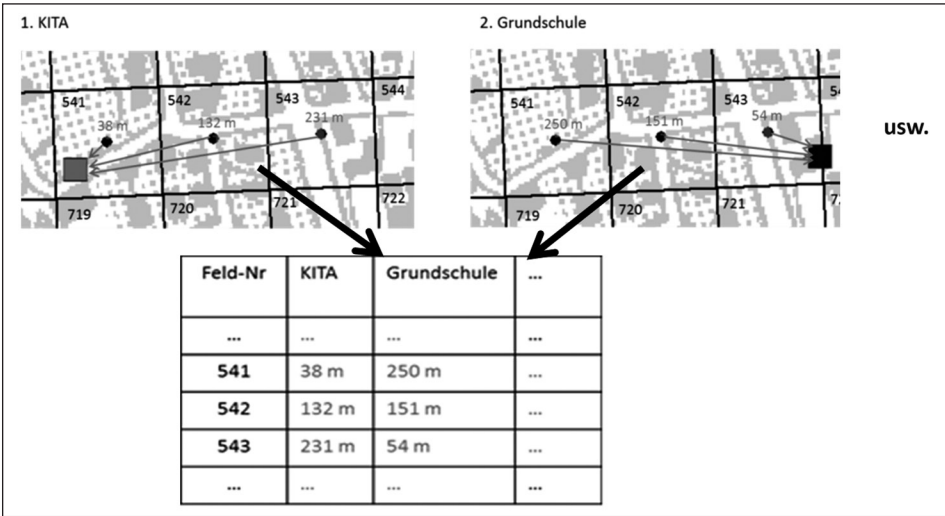 1. KITA
541 542 543 544
38 m 132 m 231 m
719 720 721 722
2. Grundschule
541 542 543 54
250 m 151 m 54 m
719 720 721 7
usw.
Feld-Nr KITA Grundschule ...
... ... ... ...
541 38 m 250 m ...
542 132 m 151 m ...
543 231 m 54 m ...
... ... ... ...